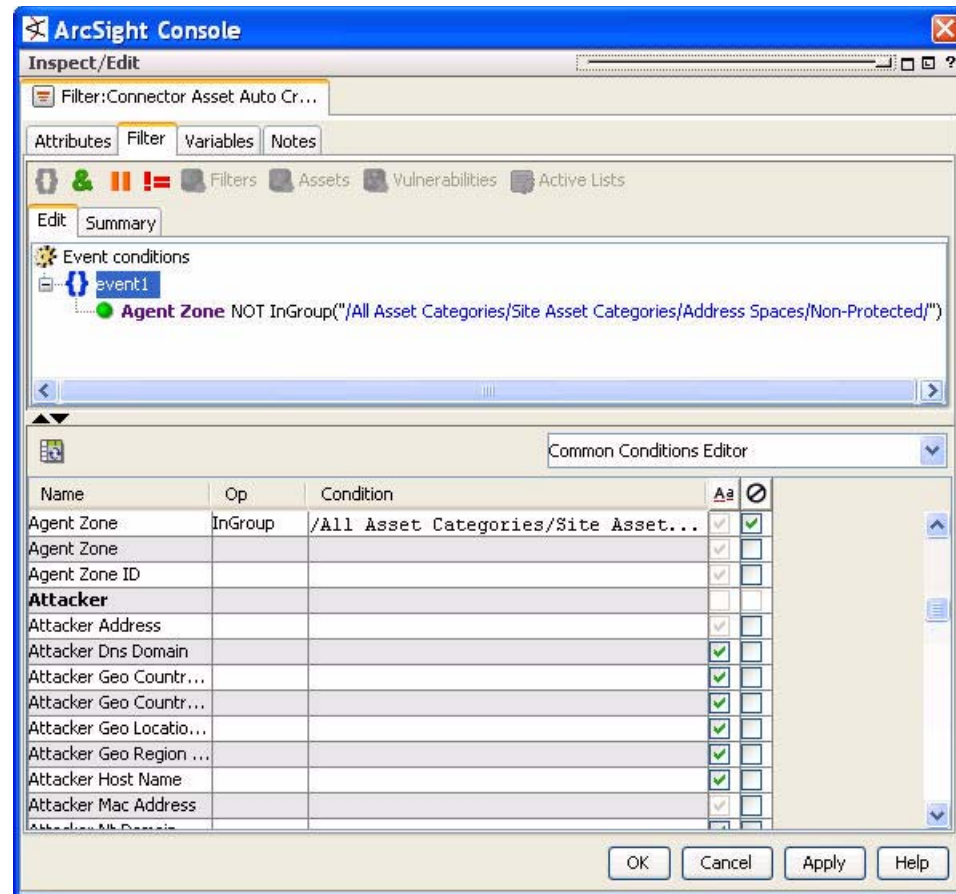 ArcSight Console
Inspect/Edit
?
Filter:Connector Asset Auto Cr...
Attributes Filter Variables Notes
{} & || != Filters Assets Vulnerabilities Active Lists
Edit Summary
Event conditions
{} event1
Agent Zone NOT InGroup("/All Asset Categories/Site Asset Categories/Address Spaces/Non-Protected/")
Common Conditions Editor
Name Op Condition Aa
Agent Zone InGroup /All Asset Categories/Site Asset...
Agent Zone
Agent Zone ID
Attacker
Attacker Address
Attacker Dns Domain
Attacker Geo Countr...
Attacker Geo Countr...
Attacker Geo Locatio...
Attacker Geo Region ...
Attacker Host Name
Attacker Mac Address
OK Cancel Apply Help